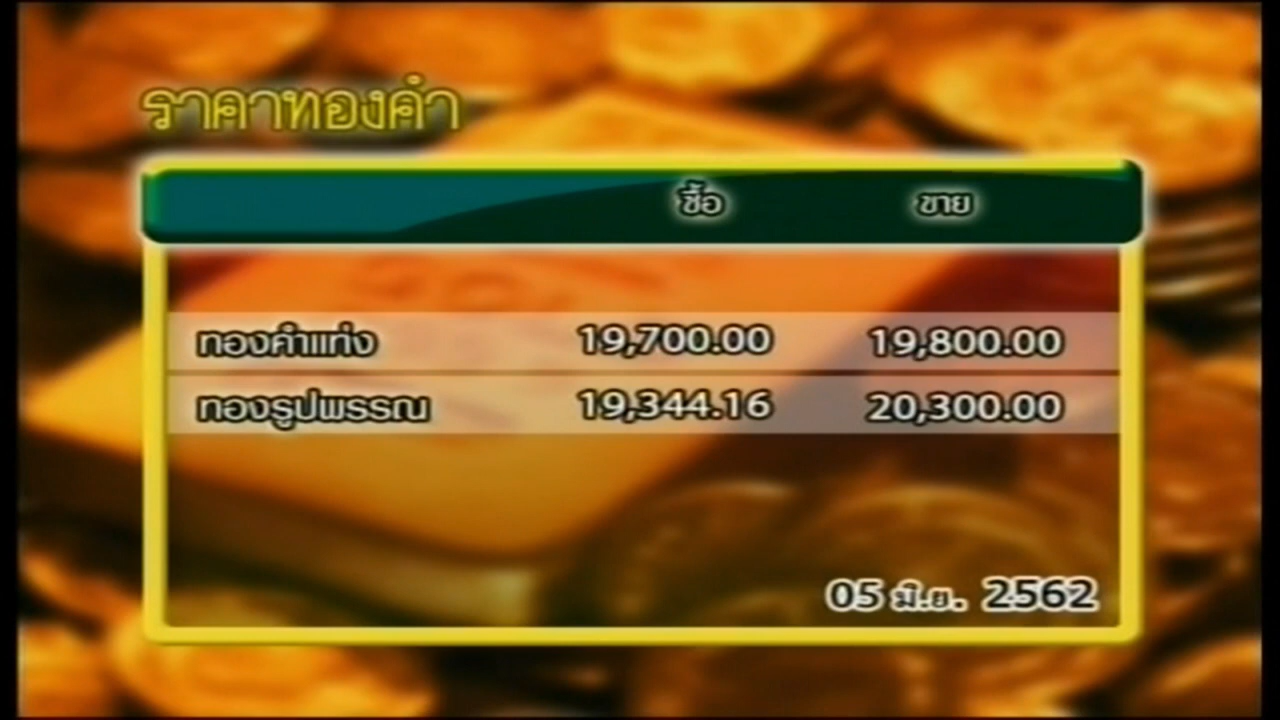 ราคาทองคำ
ซื้อ ขาย
ทองคำแท่ง 19,700.00 19,800.00
ทองรูปพรรณ 19,344.16 20,300.00
05 มิ.ย. 2562